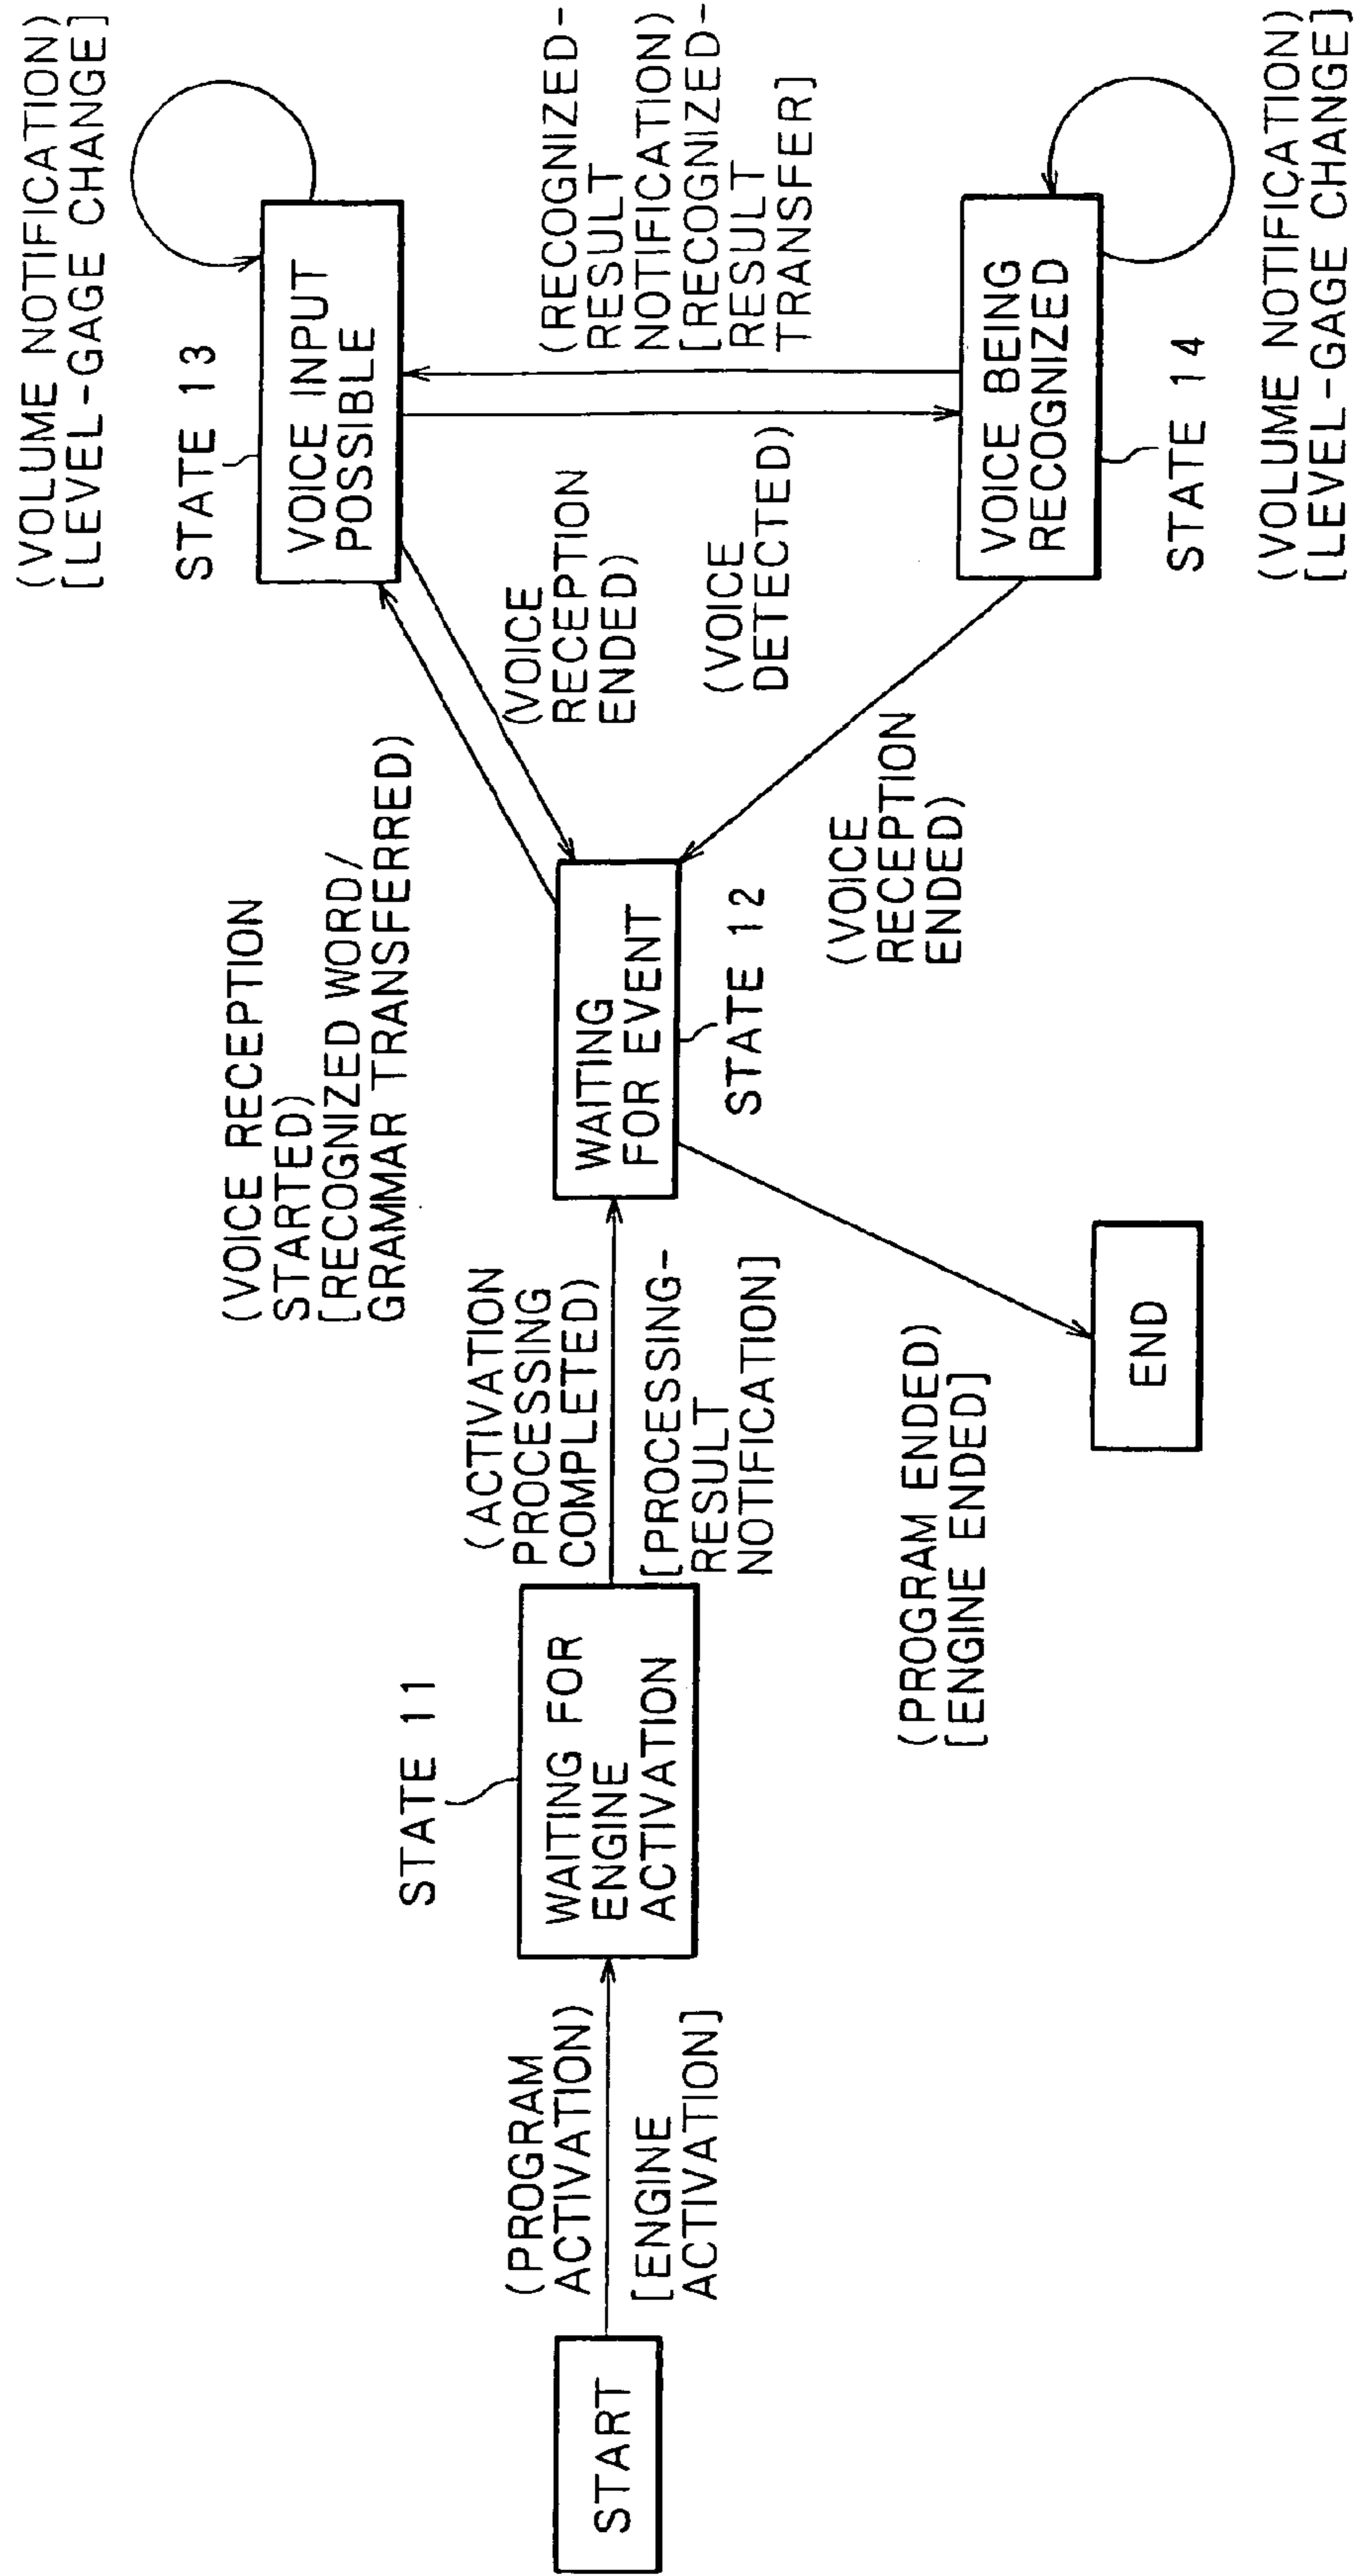 START
(PROGRAM
ACTIVATION)
[ENGINE
ACTIVATION]
STATE 11
WAITING FOR
ENGINE
ACTIVATION
(ACTIVATION
PROCESSING
COMPLETED)
[PROCESSING-
RESULT
NOTIFICATION]
WAITING
FOR EVENT
STATE 12
(PROGRAM ENDED)
[ENGINE ENDED]
END
(VOICE RECEPTION
STARTED)
[RECOGNIZED WORD/
GRAMMAR TRANSFERRED)
(VOICE
RECEPTION
ENDED)
(VOLUME NOTIFICATION)
[LEVEL-GAGE CHANGE]
STATE 13
VOICE INPUT
POSSIBLE
(VOICE
DETECTED)
(RECOGNIZED-
RESULT
NOTIFICATION)
[RECOGNIZED-
RESULT
TRANSFER]
(VOICE
RECEPTION
ENDED)
VOICE BEING
RECOGNIZED
STATE 14
(VOLUME NOTIFICATION)
[LEVEL-GAGE CHANGE]